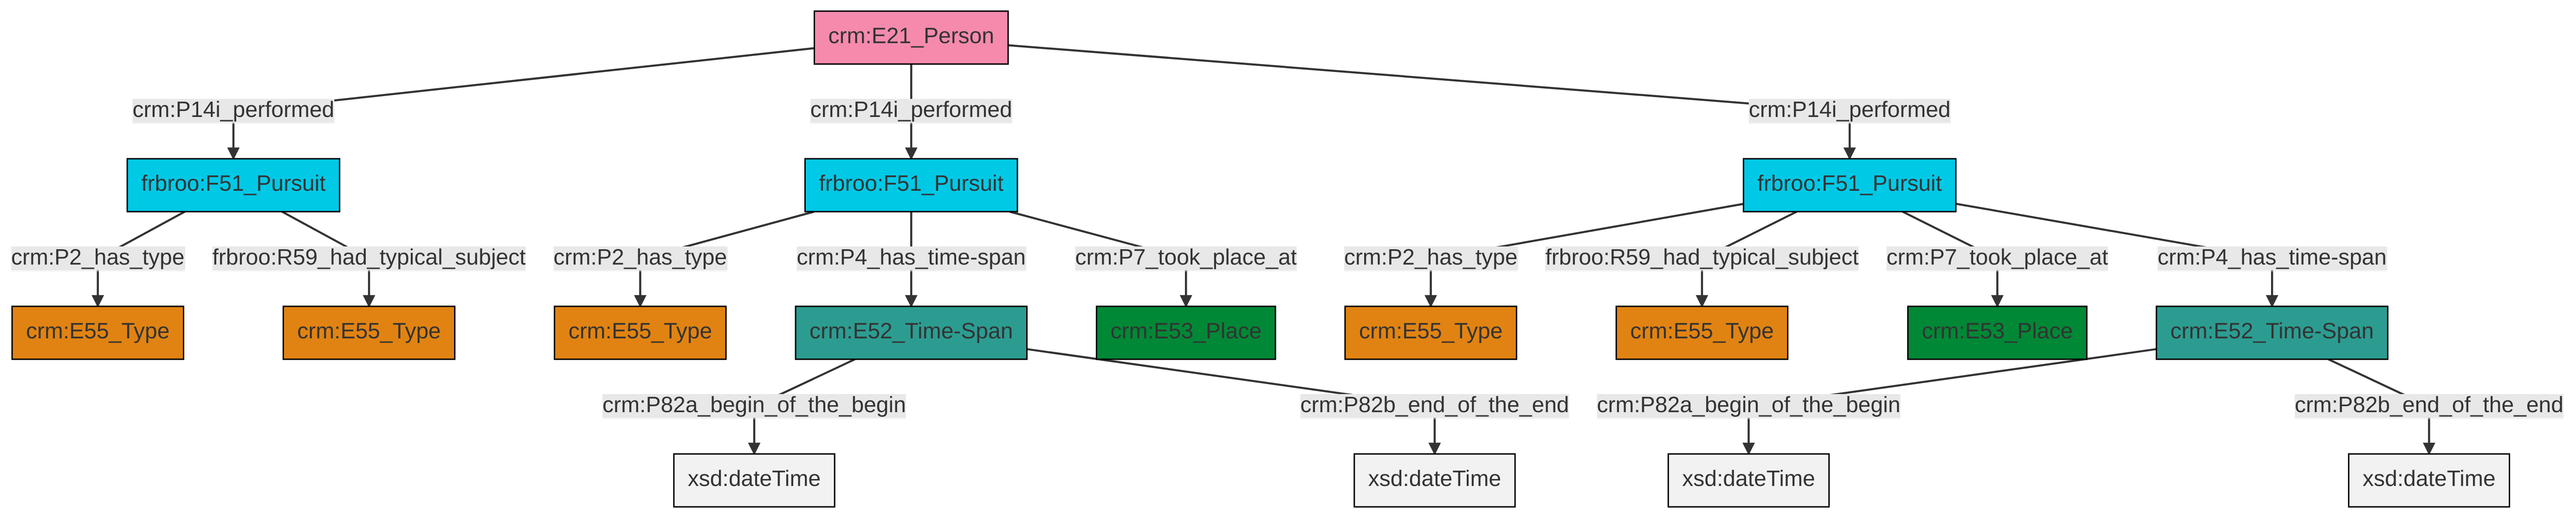 crm:E21_Person
crm:P14i_performed
crm:P14i_performed
crm:P14i_performed
frbroo:F51_Pursuit
frbroo:F51_Pursuit
frbroo:F51_Pursuit
crm:P2_has_type
frbroo:R59_had_typical_subject
crm:P2_has_type
crm:P4_has_time-span
crm:P7_took_place_at
crm:P2_has_type
frbroo:R59_had_typical_subject
crm:P7_took_place_at
crm:P4_has_time-span
crm:E55_Type
crm:E55_Type
crm:E55_Type
crm:E52_Time-Span
crm:E53_Place
crm:E55_Type
crm:E55_Type
crm:E53_Place
crm:E52_Time-Span
crm:P82a_begin_of_the_begin
crm:P82b_end_of_the_end
crm:P82a_begin_of_the_begin
crm:P82b_end_of_the_end
xsd:dateTime
xsd:dateTime
xsd:dateTime
xsd:dateTime